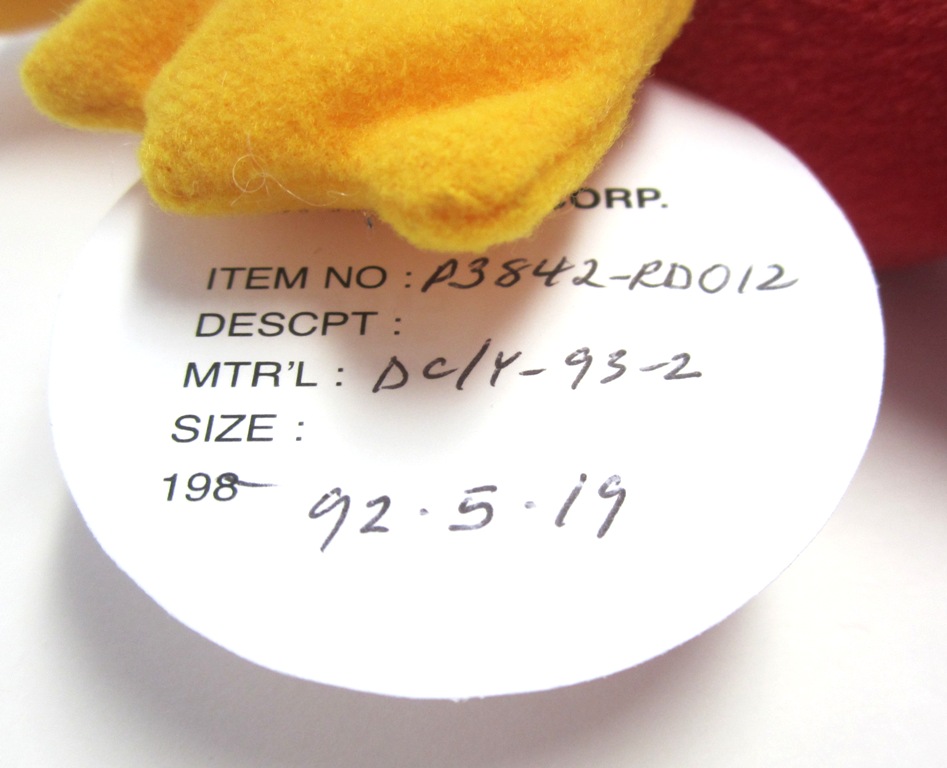 CORP.
ITEM NO : P3842-RD012
DESCPT :
MTR'L : DC/Y-93-2
SIZE :
198 92.5.19